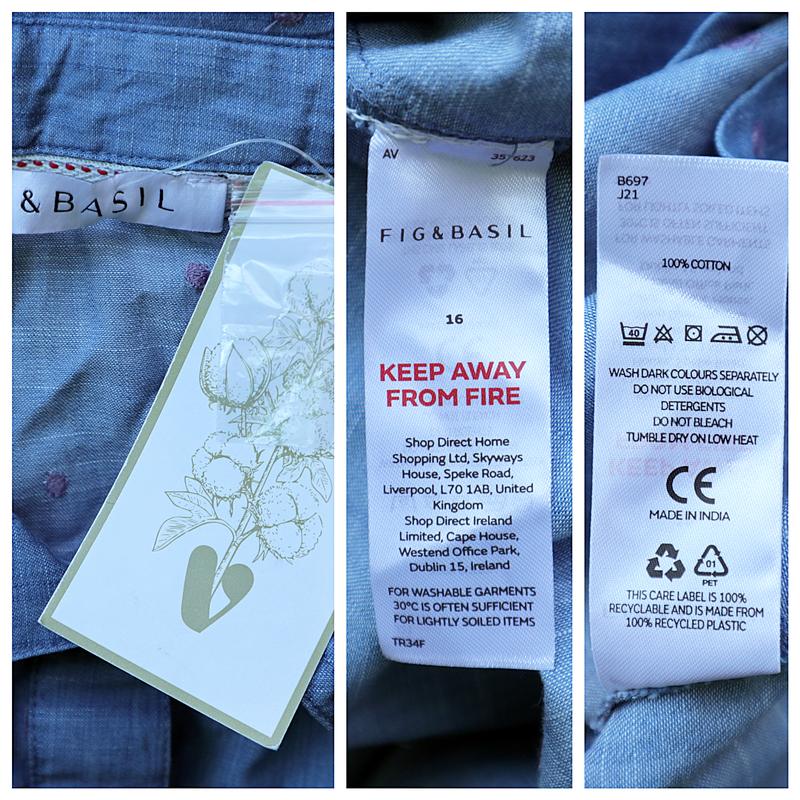 & BASIL
AV 35 623
FIG&BASIL
16
KEEP AWAY
FROM FIRE
Shop Direct Home
Shopping Ltd, Skyways
House, Speke Road,
Liverpool, L70 1AB, United
Kingdom
Shop Direct Ireland
Limited, Cape House,
Westend Office Park,
Dublin 15, Ireland
FOR WASHABLE GARMENTS
30°C IS OFTEN SUFFICIENT
FOR LIGHTLY SOILED ITEMS
TR34F
B697
J21
100% COTTON
40
WASH DARK COLOURS SEPARATELY
DO NOT USE BIOLOGICAL
DETERGENTS
DO NOT BLEACH
TUMBLE DRY ON LOW HEAT
CE
MADE IN INDIA
01
PET
THIS CARE LABEL IS 100%
RECYCLABLE AND IS MADE FROM
100% RECYCLED PLASTIC